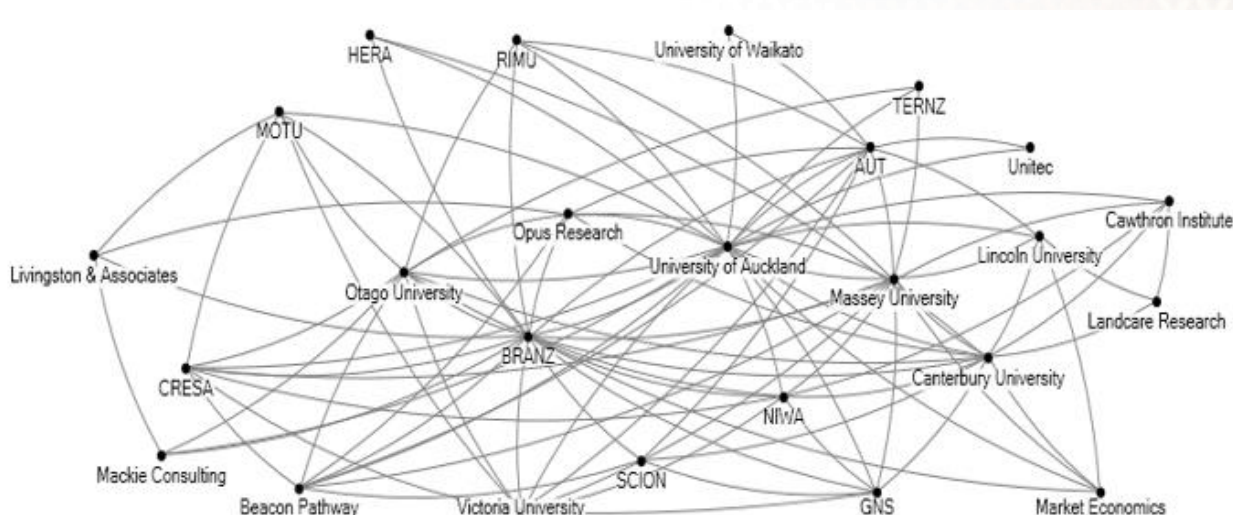 HERA
RIMU
University of Waikato
TERNZ
MOTU
AUT
Unitec
Opus Research
Cawthron Institute
Livingston & Associates
Otago University
University of Auckland
Lincoln University
Massey University
Landcare Research
BRANZ
CRESA
Canterbury University
NIWA
Mackie Consulting
SCION
Beacon Pathway
Victoria University
GNS
Market Economics